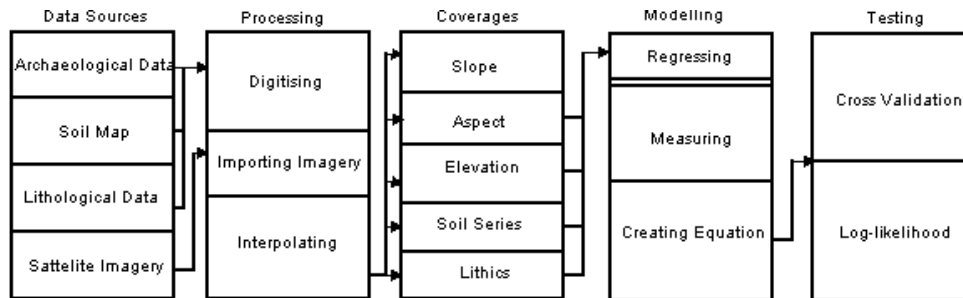 Data Sources
Archaeological Data
Soil Map
Lithological Data
Sattelite Imagery
Processing
Digitising
Importing Imagery
Interpolating
Coverages
Slope
Aspect
Elevation
Soil Series
Lithics
Modelling
Regressing
Measuring
Creating Equation
Testing
Cross Validation
Log-likelihood